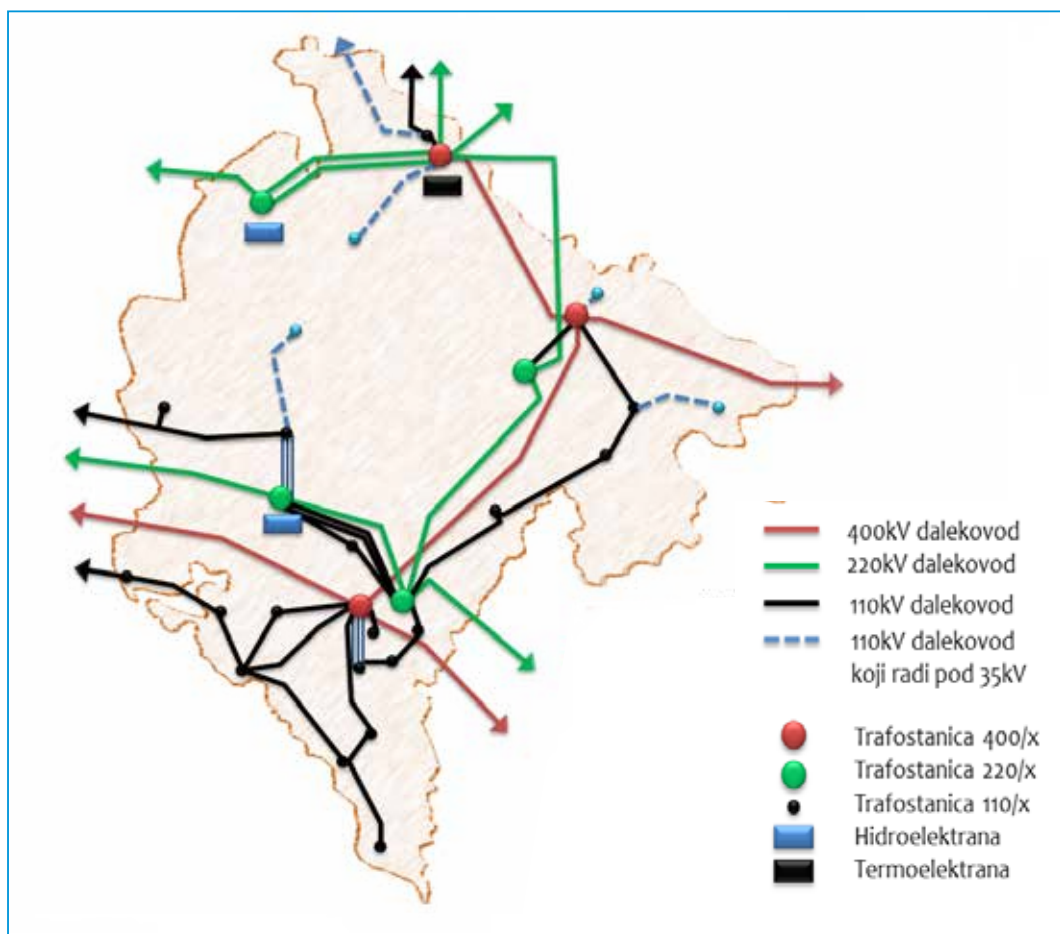 400kV dalekovod
220kV dalekovod
110kV dalekovod
110kV dalekovod
koji radi pod 35kV
Trafostanica 400/x
Trafostanica 220/x
Trafostanica 110/x
Hidroelektrana
Termoelektrana